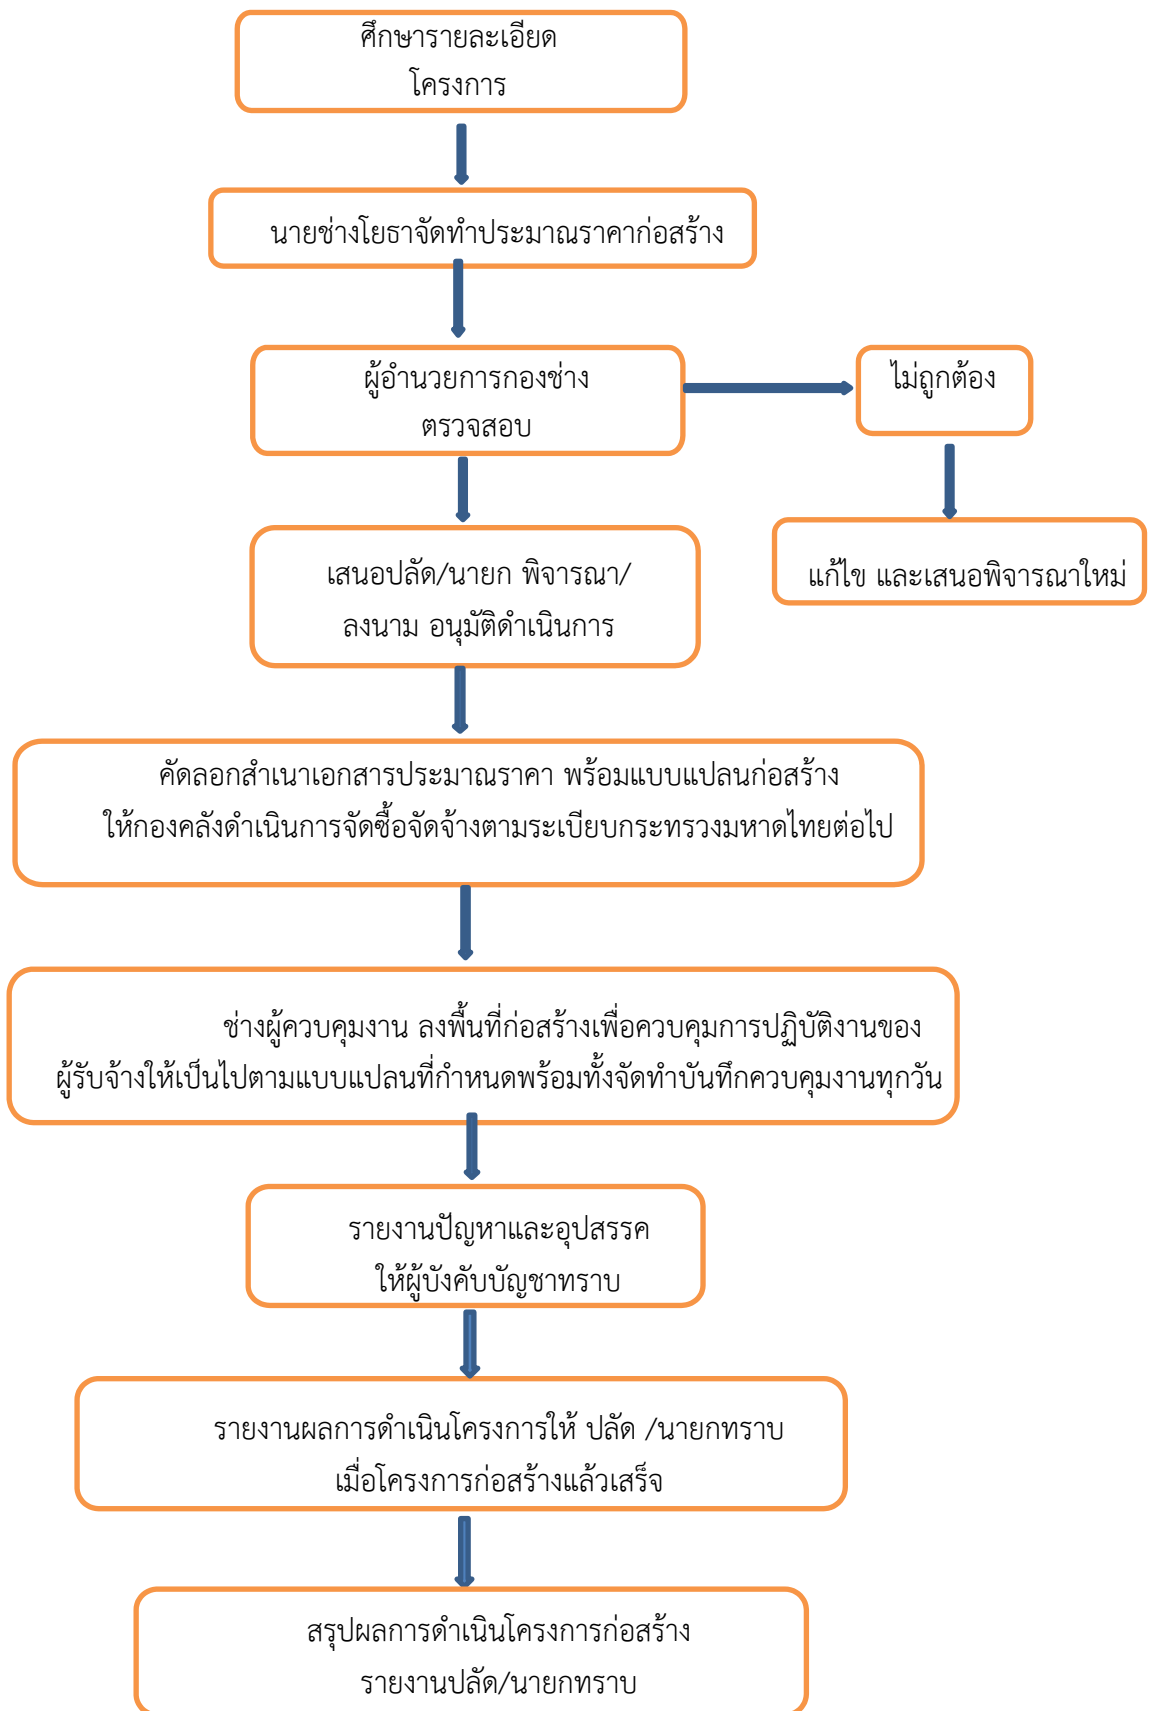 ศึกษารายละเอียด
โครงการ
นายช่างโยธาจัดทำประมาณราคาก่อสร้าง
ผู้อำนวยการกองช่าง
ตรวจสอบ
ไม่ถูกต้อง
แก้ไข และเสนอพิจารณาใหม่
เสนอปลัด/นายก พิจารณา/
ลงนาม อนุมัติดำเนินการ
คัดลอกสำเนาเอกสารประมาณราคา พร้อมแบบแปลนก่อสร้าง
ให้กองคลังดำเนินการจัดซื้อจัดจ้างตามระเบียบกระทรวงมหาดไทยต่อไป
ช่างผู้ควบคุมงาน ลงพื้นที่ก่อสร้างเพื่อควบคุมการปฏิบัติงานของ
ผู้รับจ้างให้เป็นไปตามแบบแปลนที่กำหนดพร้อมทั้งจัดทำบันทึกควบคุมงานทุกวัน
รายงานปัญหาและอุปสรรค
ให้ผู้บังคับบัญชาทราบ
รายงานผลการดำเนินโครงการให้ ปลัด /นายกทราบ
เมื่อโครงการก่อสร้างแล้วเสร็จ
สรุปผลการดำเนินโครงการก่อสร้าง
รายงานปลัด/นายกทราบ